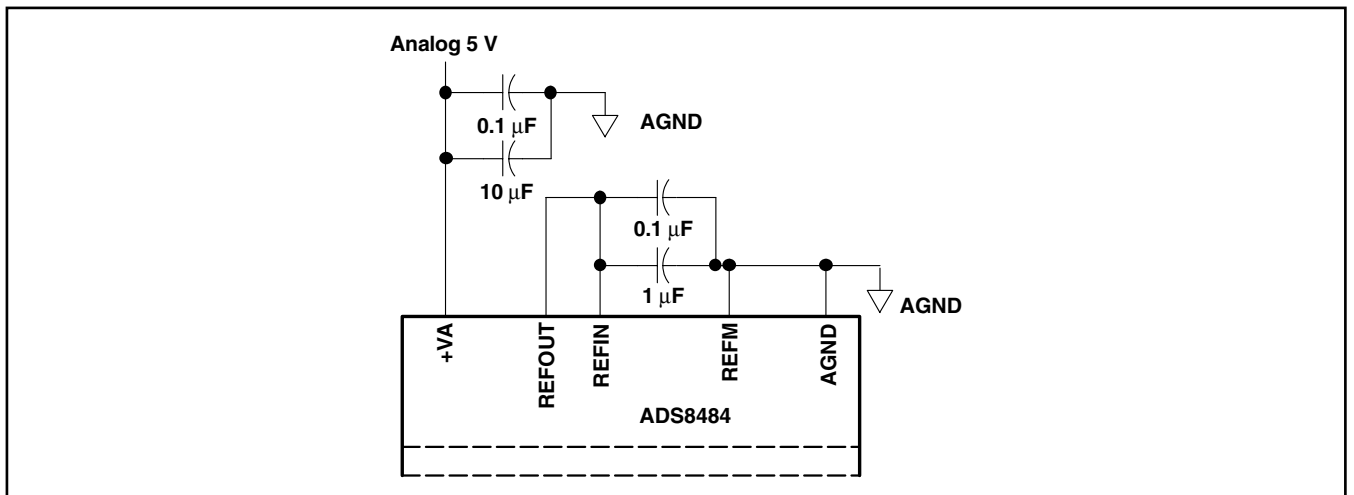 Analog 5 V
0.1 μF
AGND
10 μF
0.1 μF
1 μF
AGND
+VA
REFOUT
REFIN
REFM
AGND
ADS8484